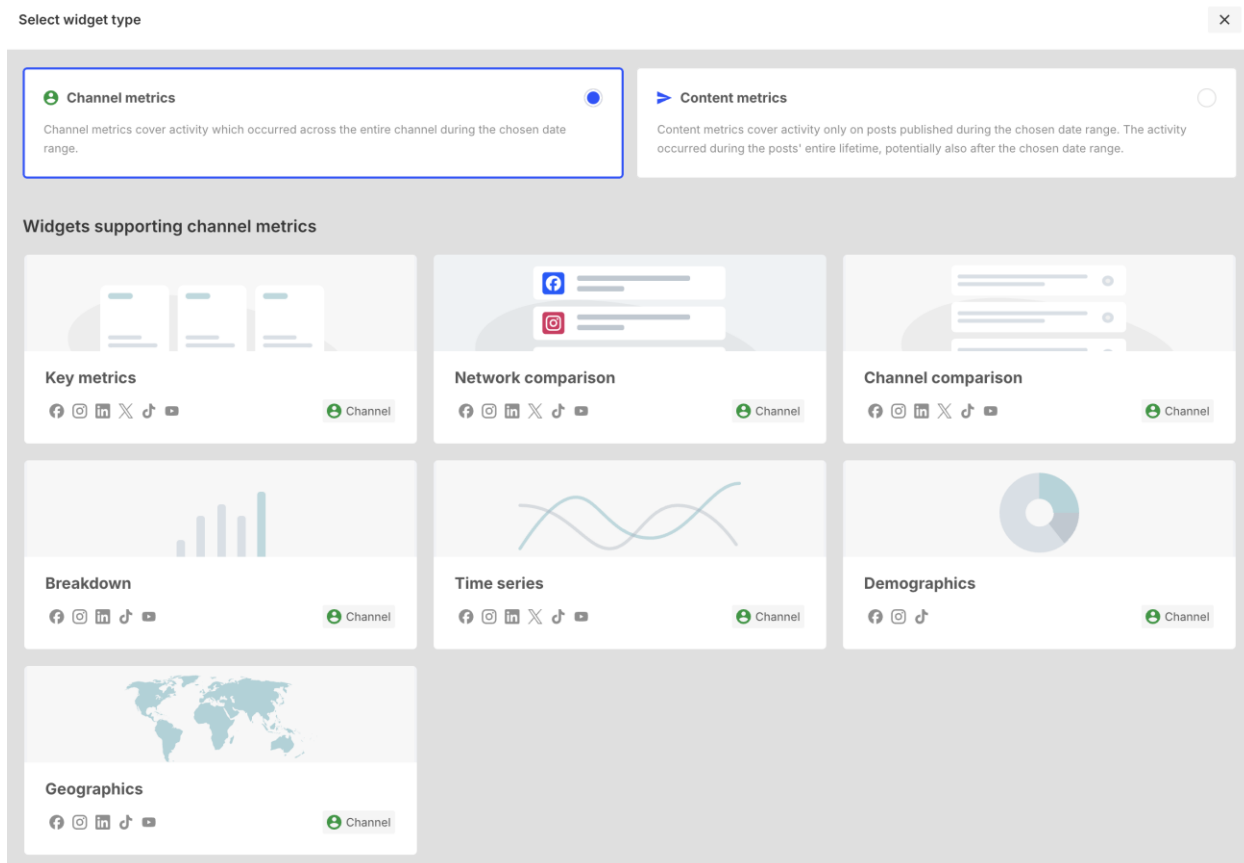 Select widget type
Channel metrics
Channel metrics cover activity which occurred across the entire channel during the chosen date
range.
Content metrics
Content metrics cover activity only on posts published during the chosen date range. The activity
occurred during the posts' entire lifetime, potentially also after the chosen date range.
Widgets supporting channel metrics
Key metrics
Channel
Network comparison
Channel
Channel comparison
Channel
Breakdown
Channel
Time series
Channel
Demographics
Channel
Geographics
Channel